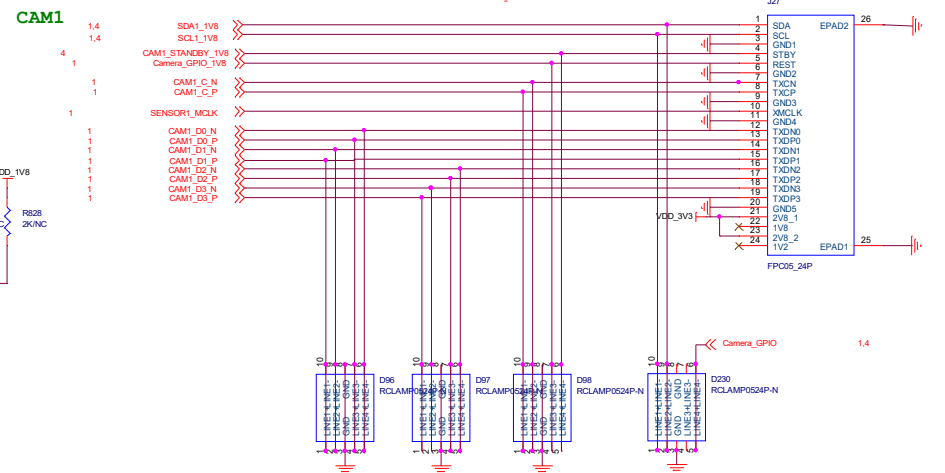 J27
CAM1
1,4 SDA1_1V8
1,4 SCL1_1V8
4 CAM1_STANDBY_1V8
1 Camera_GPIO_1V8
1 CAM1_C_N
1 CAM1_C_P
1 SENSOR1_MCLK
1 CAM1_D0_N
1 CAM1_D0_P
1 CAM1_D1_N
1 CAM1_D1_P
1 CAM1_D2_N
1 CAM1_D2_P
1 CAM1_D3_N
1 CAM1_D3_P
1 SDA EPAD2 26
2 SCL
3 GND1
4 STBY
5 REST
6 GND2
7 TXCN
8 TXCP
9 GND3
10 XMCLK
11 GND4
12 TXDN0
13 TXDP0
14 TXDN1
15 TXDP1
16 TXDN2
17 TXDP2
18 TXDN3
19 TXDP3
20 GND5
21 2V8_1
22 1V8
23 2V8_2
24 1V2 EPAD1 25
VDD_3V3
FPC05_24P
DD_1V8
R828
2K/NC
Camera_GPIO 1,4
D96
RCLAMP0524P-N
D97
RCLAMP0524P-N
D98
RCLAMP0524P-N
D230
RCLAMP0524P-N